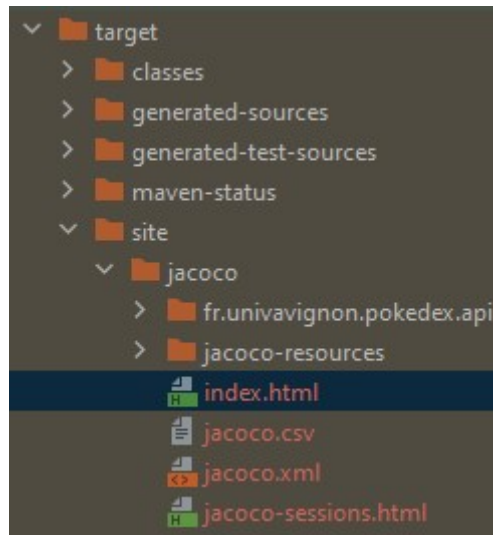 target
classes
generated-sources
generated-test-sources
maven-status
site
jacoco
fr.univavignon.pokedex.api
jacoco-resources
index.html
jacoco.csv
jacoco.xml
jacoco-sessions.html